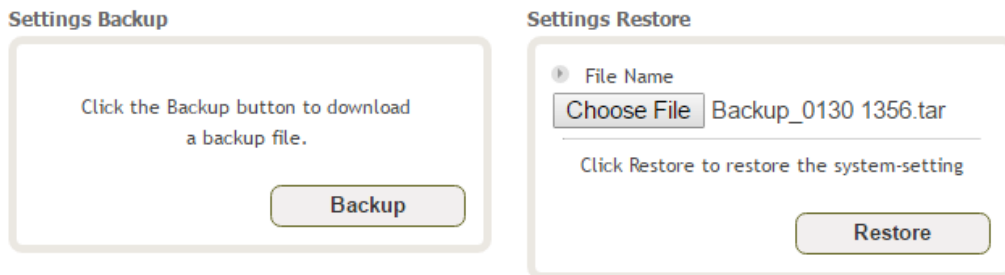 Settings Backup
Click the Backup button to download
a backup file.
Backup
Settings Restore
File Name
Choose File Backup_0130 1356.tar
Click Restore to restore the system-setting
Restore